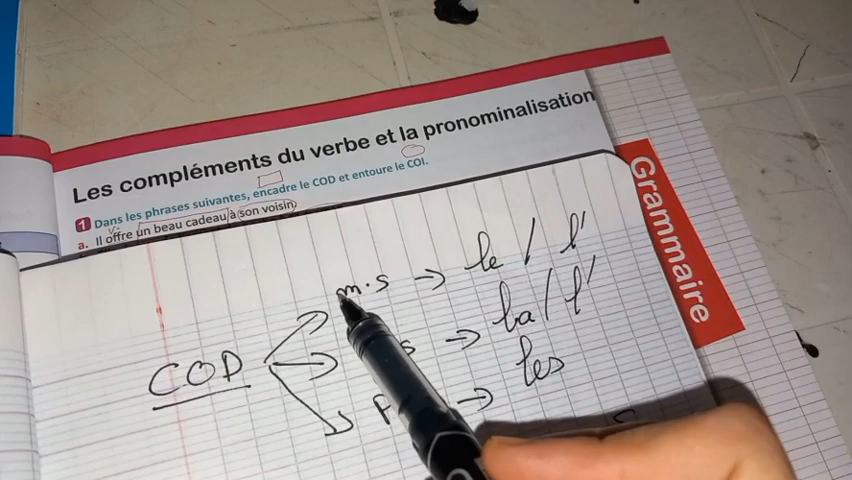 Les compléments du verbe et la pronominalisation
1 Dans les phrases suivantes, encadre le COD et entoure le COI.
a. Il offre un beau cadeau à son voisin.
Grammaire
COD
m.s → le / l'
s → la / l'
→ les